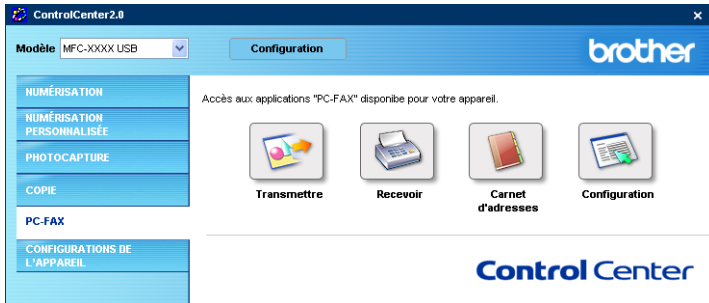 ControlCenter2.0
Modèle MFC-XXXX USB
Configuration
brother
NUMÉRISATION
NUMÉRISATION
PERSONNALISÉE
PHOTOCAPTURE
COPIE
PC-FAX
CONFIGURATIONS DE
L'APPAREIL
Accès aux applications "PC-FAX" disponibe pour votre appareil.
Transmettre
Recevoir
Carnet
d'adresses
Configuration
Control Center